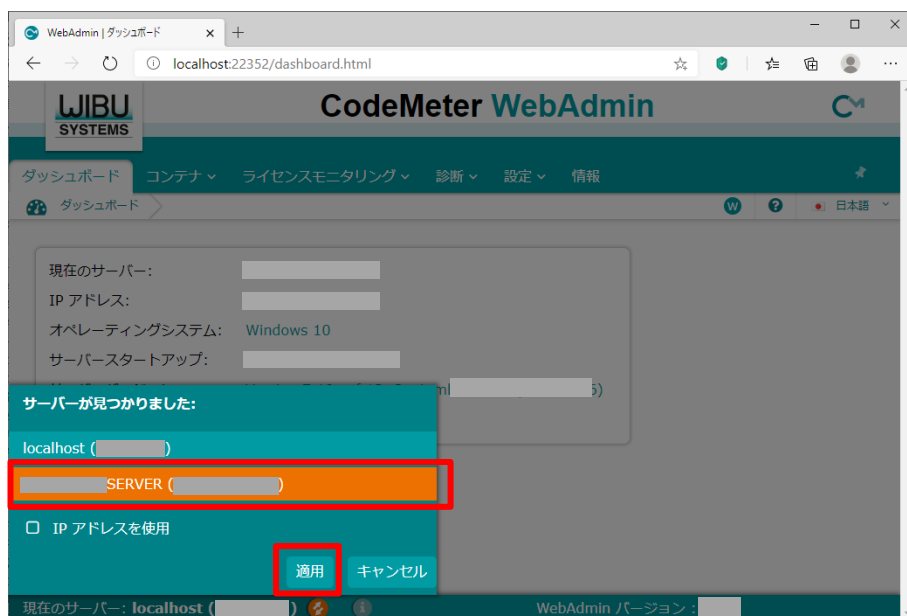 WebAdmin | ダッシュボード
localhost:22352/dashboard.html
WIBU
SYSTEMS
CodeMeter WebAdmin
ダッシュボード コンテナ ライセンスモニタリング 診断 設定 情報
ダッシュボード W ? 日本語
現在のサーバー:
IP アドレス:
オペレーティングシステム: Windows 10
サーバースタートアップ:
サーバーが見つかりました:
localhost ( )
SERVER ( )
IP アドレスを使用
適用 キャンセル
現在のサーバー: localhost ( ) WebAdmin バージョン :